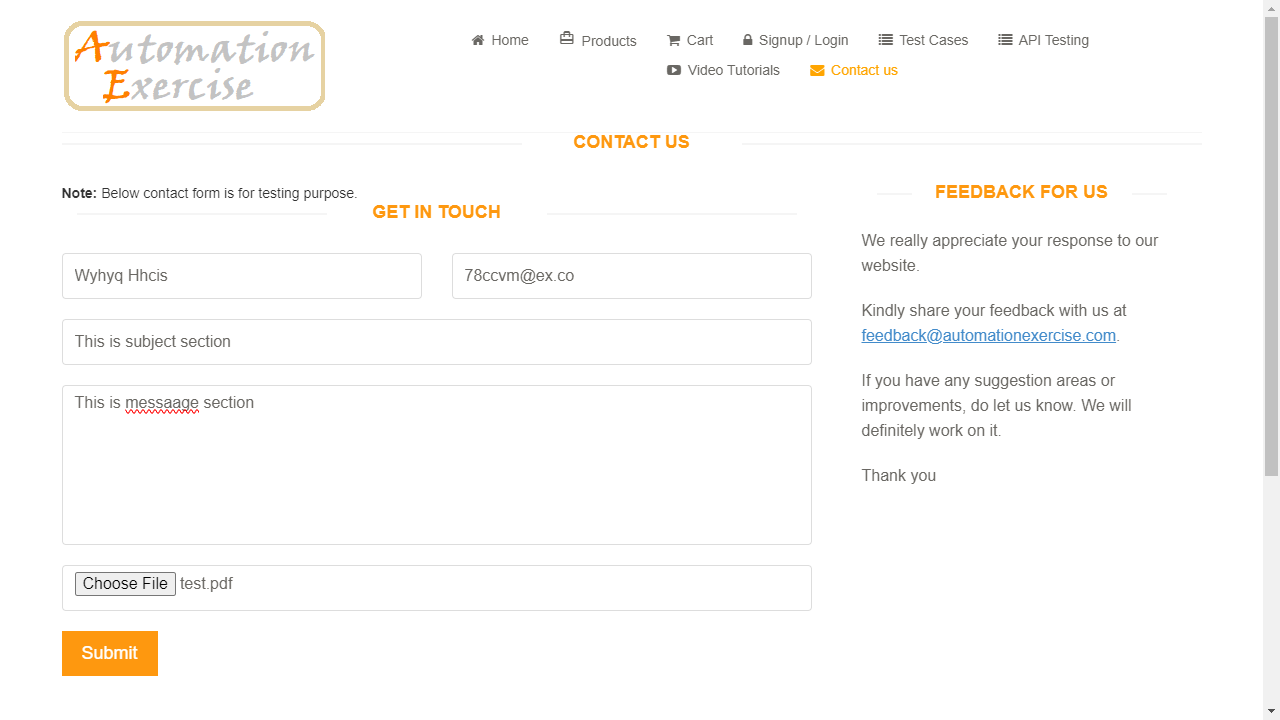 Automation
Exercise
Home
Products
Cart
Signup / Login
Test Cases
API Testing
Video Tutorials
Contact us
CONTACT US
Note: Below contact form is for testing purpose.
GET IN TOUCH
Wyhyq Hhcis
78ccvm@ex.co
This is subject section
This is messaage section
Choose File test.pdf
Submit
FEEDBACK FOR US
We really appreciate your response to our
website.
Kindly share your feedback with us at
feedback@automationexercise.com.
If you have any suggestion areas or
improvements, do let us know. We will
definitely work on it.
Thank you